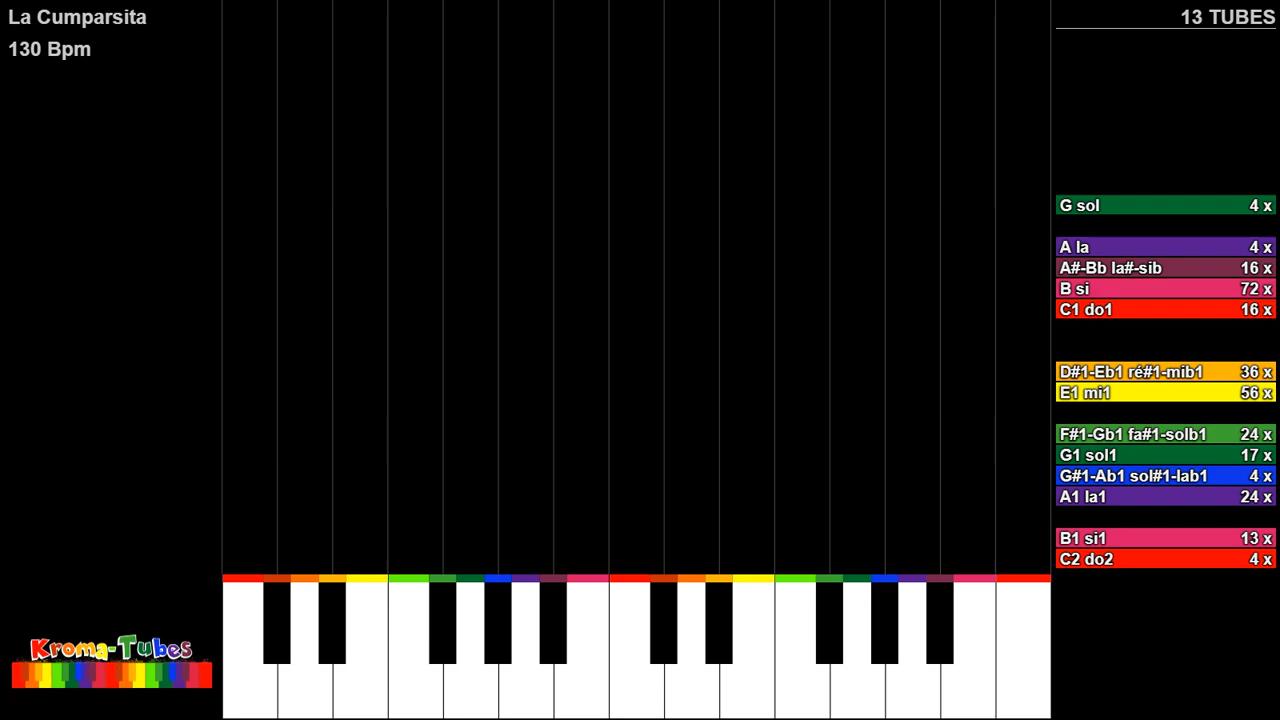 La Cumparsita
130 Bpm
13 TUBES
G sol 4 x
A la 4 x
A#-Bb la#-sib 16 x
B si 72 x
C1 do1 16 x
D#1-Eb1 ré#1-mib1 36 x
E1 mi1 56 x
F#1-Gb1 fa#1-solb1 24 x
G1 sol1 17 x
G#1-Ab1 sol#1-lab1 4 x
A1 la1 24 x
B1 si1 13 x
C2 do2 4 x
Kroma-Tubes